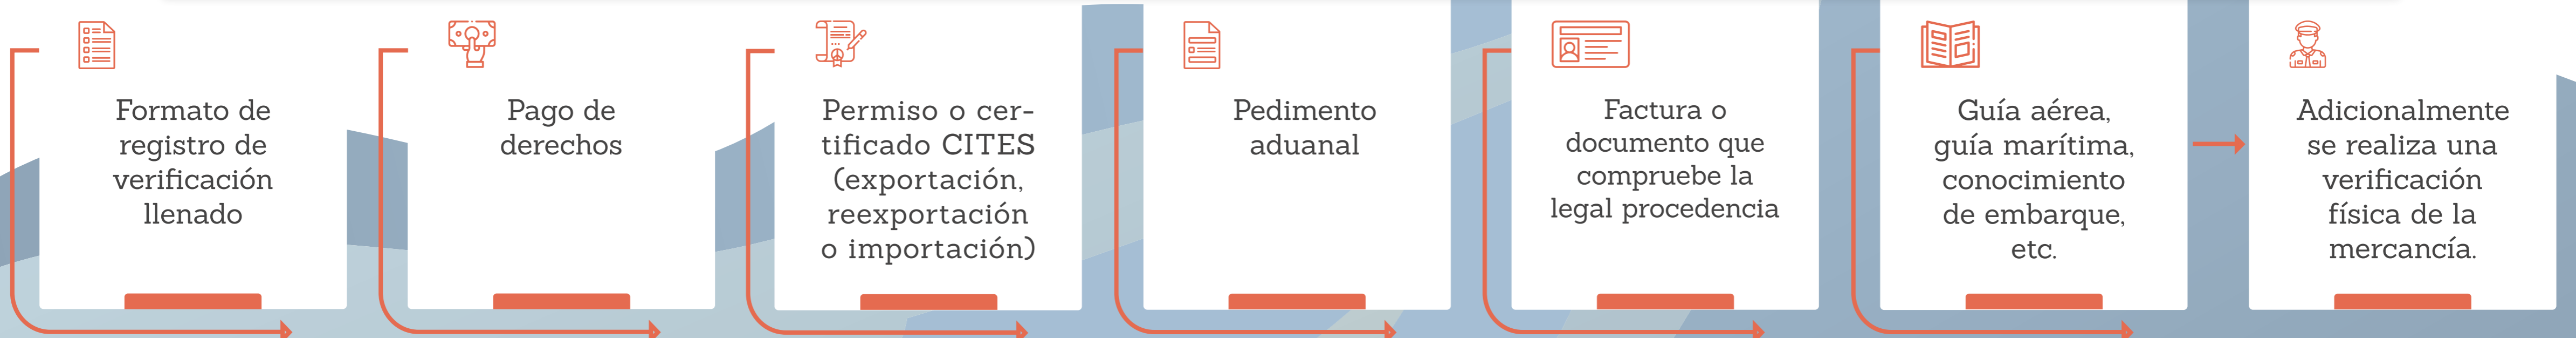 Formato de
registro de
verificación
llenado
Pago de
derechos
Permiso o cer-
tificado CITES
(exportación,
reexportación
o importación)
Pedimento
aduanal
Factura o
documento que
compruebe la
legal procedencia
Guía aérea,
guía marítima,
conocimiento
de embarque,
etc.
Adicionalmente
se realiza una
verificación
física de la
mercancía.